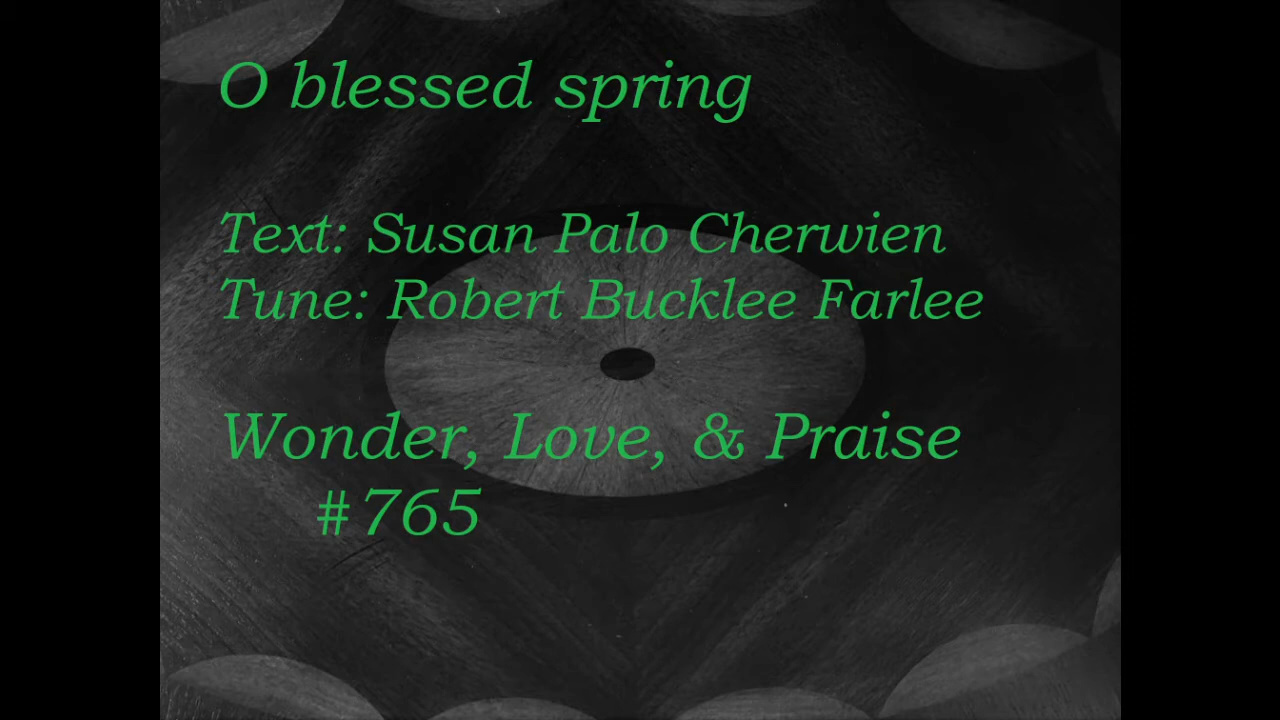 O blessed spring
Text: Susan Palo Cherwien
Tune: Robert Bucklee Farlee
Wonder, Love, & Praise
#765